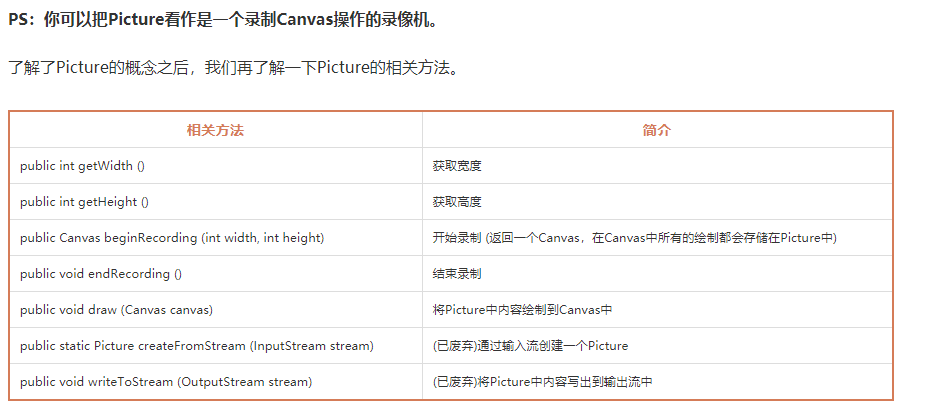 PS：你可以把Picture看作是一个录制Canvas操作的录像机。
了解了Picture的概念之后，我们再了解一下Picture的相关方法。
相关方法 简介
public int getWidth () 获取宽度
public int getHeight () 获取高度
public Canvas beginRecording (int width, int height) 开始录制 (返回一个Canvas，在Canvas中所有的绘制都会存储在Picture中)
public void endRecording () 结束录制
public void draw (Canvas canvas) 将Picture中内容绘制到Canvas中
public static Picture createFromStream (InputStream stream) (已废弃)通过输入流创建一个Picture
public void writeToStream (OutputStream stream) (已废弃)将Picture中内容写出到输出流中